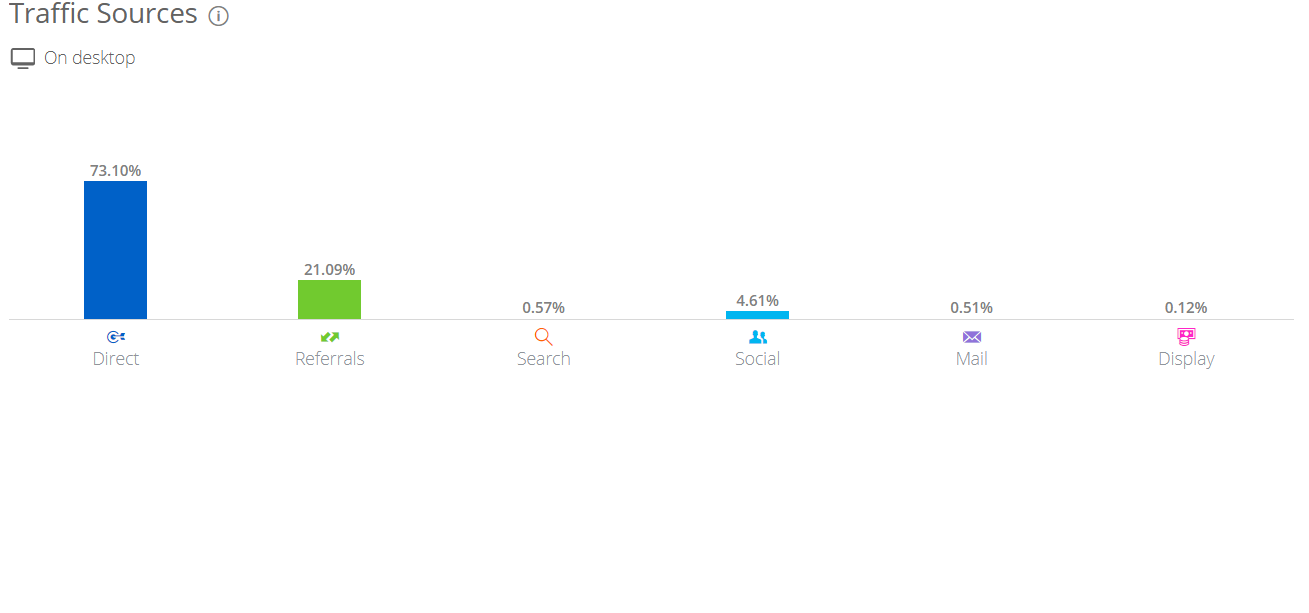 Traffic Sources
On desktop
73.10%
21.09%
0.57%
4.61%
0.51%
0.12%
Direct
Referrals
Search
Social
Mail
Display